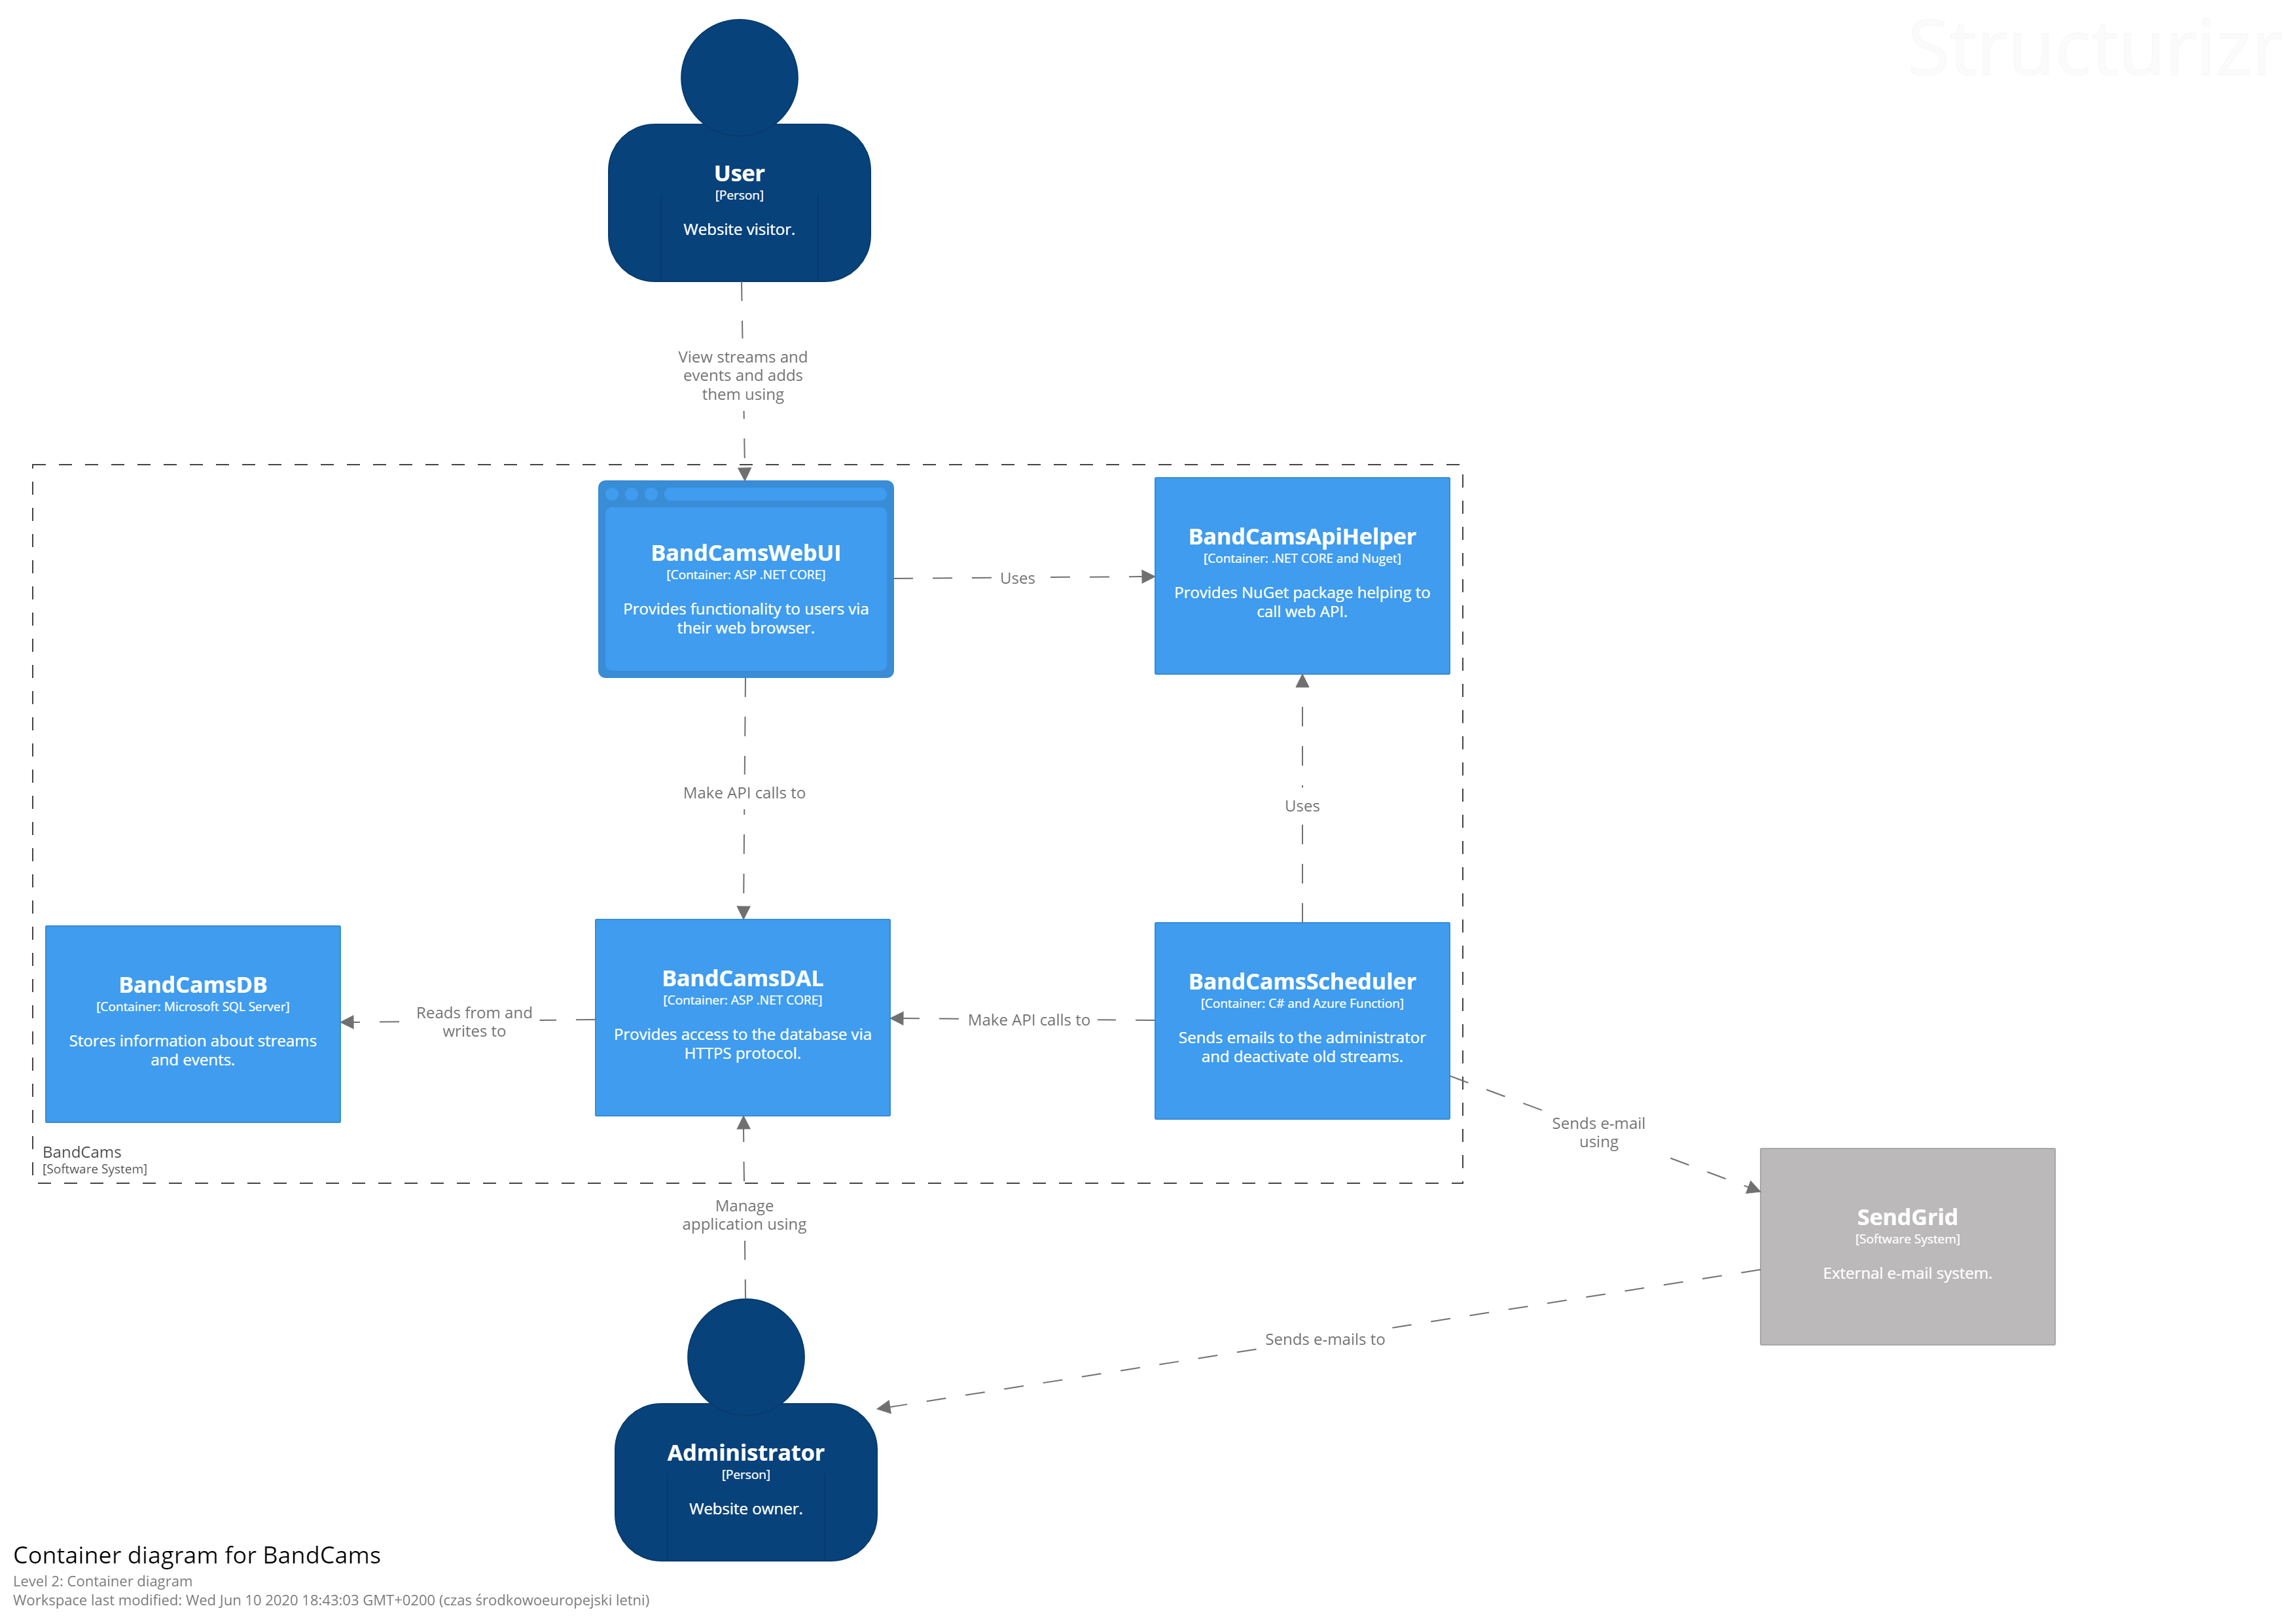 Structurizr
User
[Person]
Website visitor.
View streams and
events and adds
them using
BandCamsWebUI
[Container: ASP .NET CORE]
Provides functionality to users via
their web browser.
Uses
BandCamsApiHelper
[Container: .NET CORE and Nuget]
Provides NuGet package helping to
call web API.
Make API calls to
Uses
BandCamsDB
[Container: Microsoft SQL Server]
Stores information about streams
and events.
Reads from and
writes to
BandCamsDAL
[Container: ASP .NET CORE]
Provides access to the database via
HTTPS protocol.
Make API calls to
BandCamsScheduler
[Container: C# and Azure Function]
Sends emails to the administrator
and deactivate old streams.
BandCams
[Software System]
Sends e-mail
using
Manage
application using
SendGrid
[Software System]
External e-mail system.
Sends e-mails to
Administrator
[Person]
Website owner.
Container diagram for BandCams
Level 2: Container diagram
Workspace last modified: Wed Jun 10 2020 18:43:03 GMT+0200 (czas środkowoeuropejski letni)